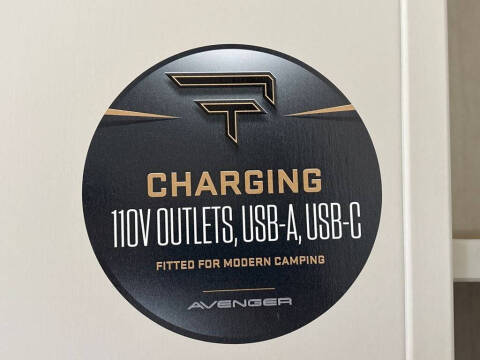 CHARGING
110V OUTLETS, USB-A, USB-C
FITTED FOR MODERN CAMPING
AVENGER